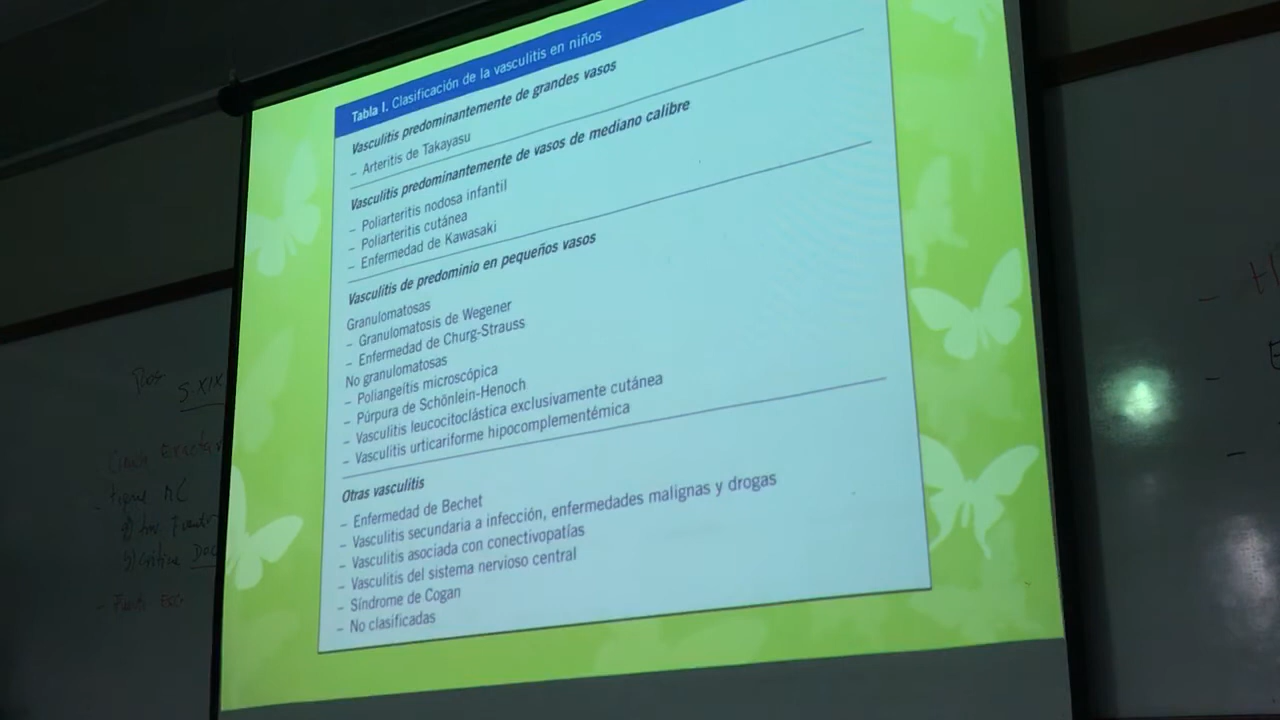 Tabla I. Clasificación de la vasculitis en niños
Vasculitis predominantemente de grandes vasos
– Arteritis de Takayasu
Vasculitis predominantemente de vasos de mediano calibre
– Poliarteritis nodosa infantil
– Poliarteritis cutánea
– Enfermedad de Kawasaki
Vasculitis de predominio en pequeños vasos
Granulomatosas
– Granulomatosis de Wegener
– Enfermedad de Churg-Strauss
No granulomatosas
– Poliangeítis microscópica
– Púrpura de Schönlein-Henoch
– Vasculitis leucocitoclástica exclusivamente cutánea
– Vasculitis urticariforme hipocomplementémica
Otras vasculitis
– Enfermedad de Bechet
– Vasculitis secundaria a infección, enfermedades malignas y drogas
– Vasculitis asociada con conectivopatías
– Vasculitis del sistema nervioso central
– Síndrome de Cogan
– No clasificadas
S. XIX